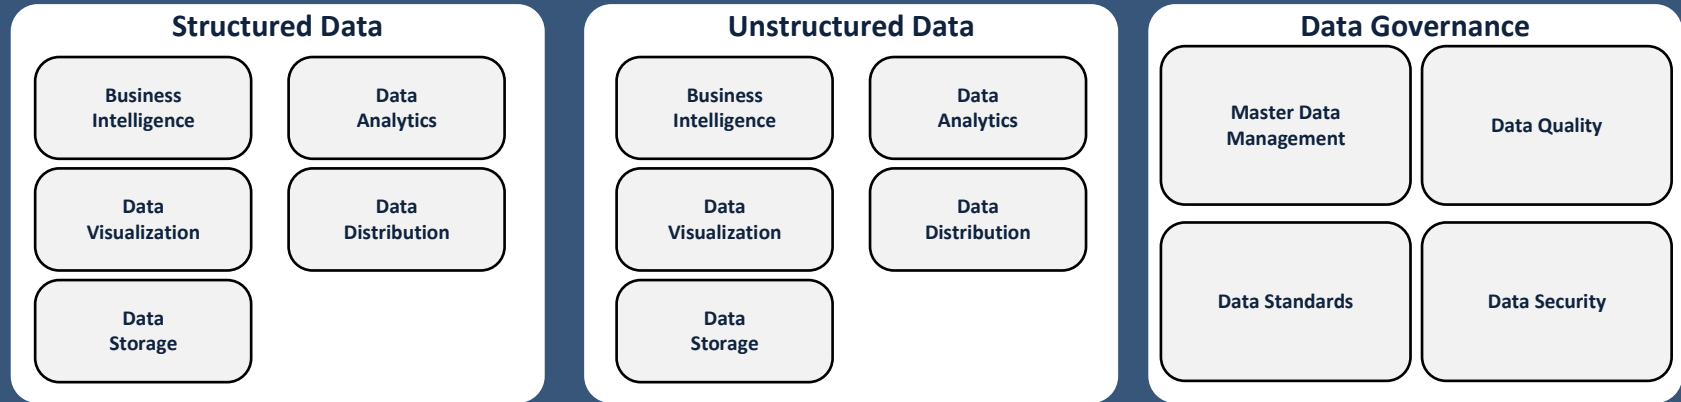 Structured Data
Business
Intelligence
Data
Analytics
Data
Visualization
Data
Distribution
Data
Storage
Unstructured Data
Business
Intelligence
Data
Analytics
Data
Visualization
Data
Distribution
Data
Storage
Data Governance
Master Data
Management
Data Quality
Data Standards
Data Security